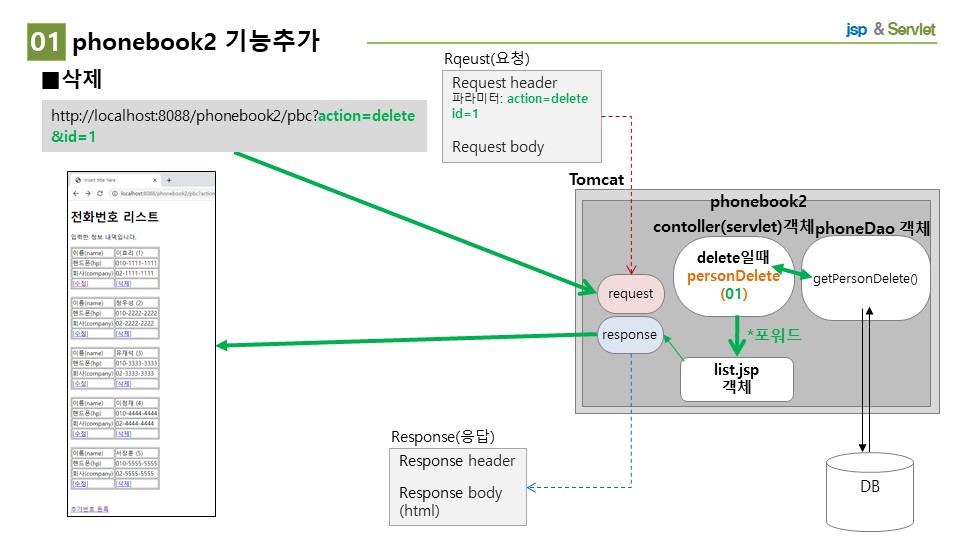 01 phonebook2 기능추가
jsp & Servlet
■삭제
http://localhost:8088/phonebook2/pbc?action=delete
&id=1
Rqeust(요청)
Request header
파라미터: action=delete
id=1
Request body
Insert title here
localhost:8088/phonebook2/pbc?action
전화번호 리스트
입력한 정보 내역입니다.
이름(name) 이효리 (1)
핸드폰(hp) 010-1111-1111
회사(company) 02-1111-1111
[수정] [삭제]
이름(name) 정우성 (2)
핸드폰(hp) 010-2222-2222
회사(company) 02-2222-2222
[수정] [삭제]
이름(name) 유재석 (3)
핸드폰(hp) 010-3333-3333
회사(company) 02-3333-3333
[수정] [삭제]
이름(name) 이정재 (4)
핸드폰(hp) 010-4444-4444
회사(company) 02-4444-4444
[수정] [삭제]
이름(name) 서장훈 (5)
핸드폰(hp) 010-5555-5555
회사(company) 02-5555-5555
[수정] [삭제]
추가번호 등록
Tomcat
phonebook2
contoller(servlet)객체
phoneDao 객체
delete일때
personDelete
(01)
getPersonDelete()
request
response
*포워드
list.jsp
객체
Response(응답)
Response header
Response body
(html)
DB